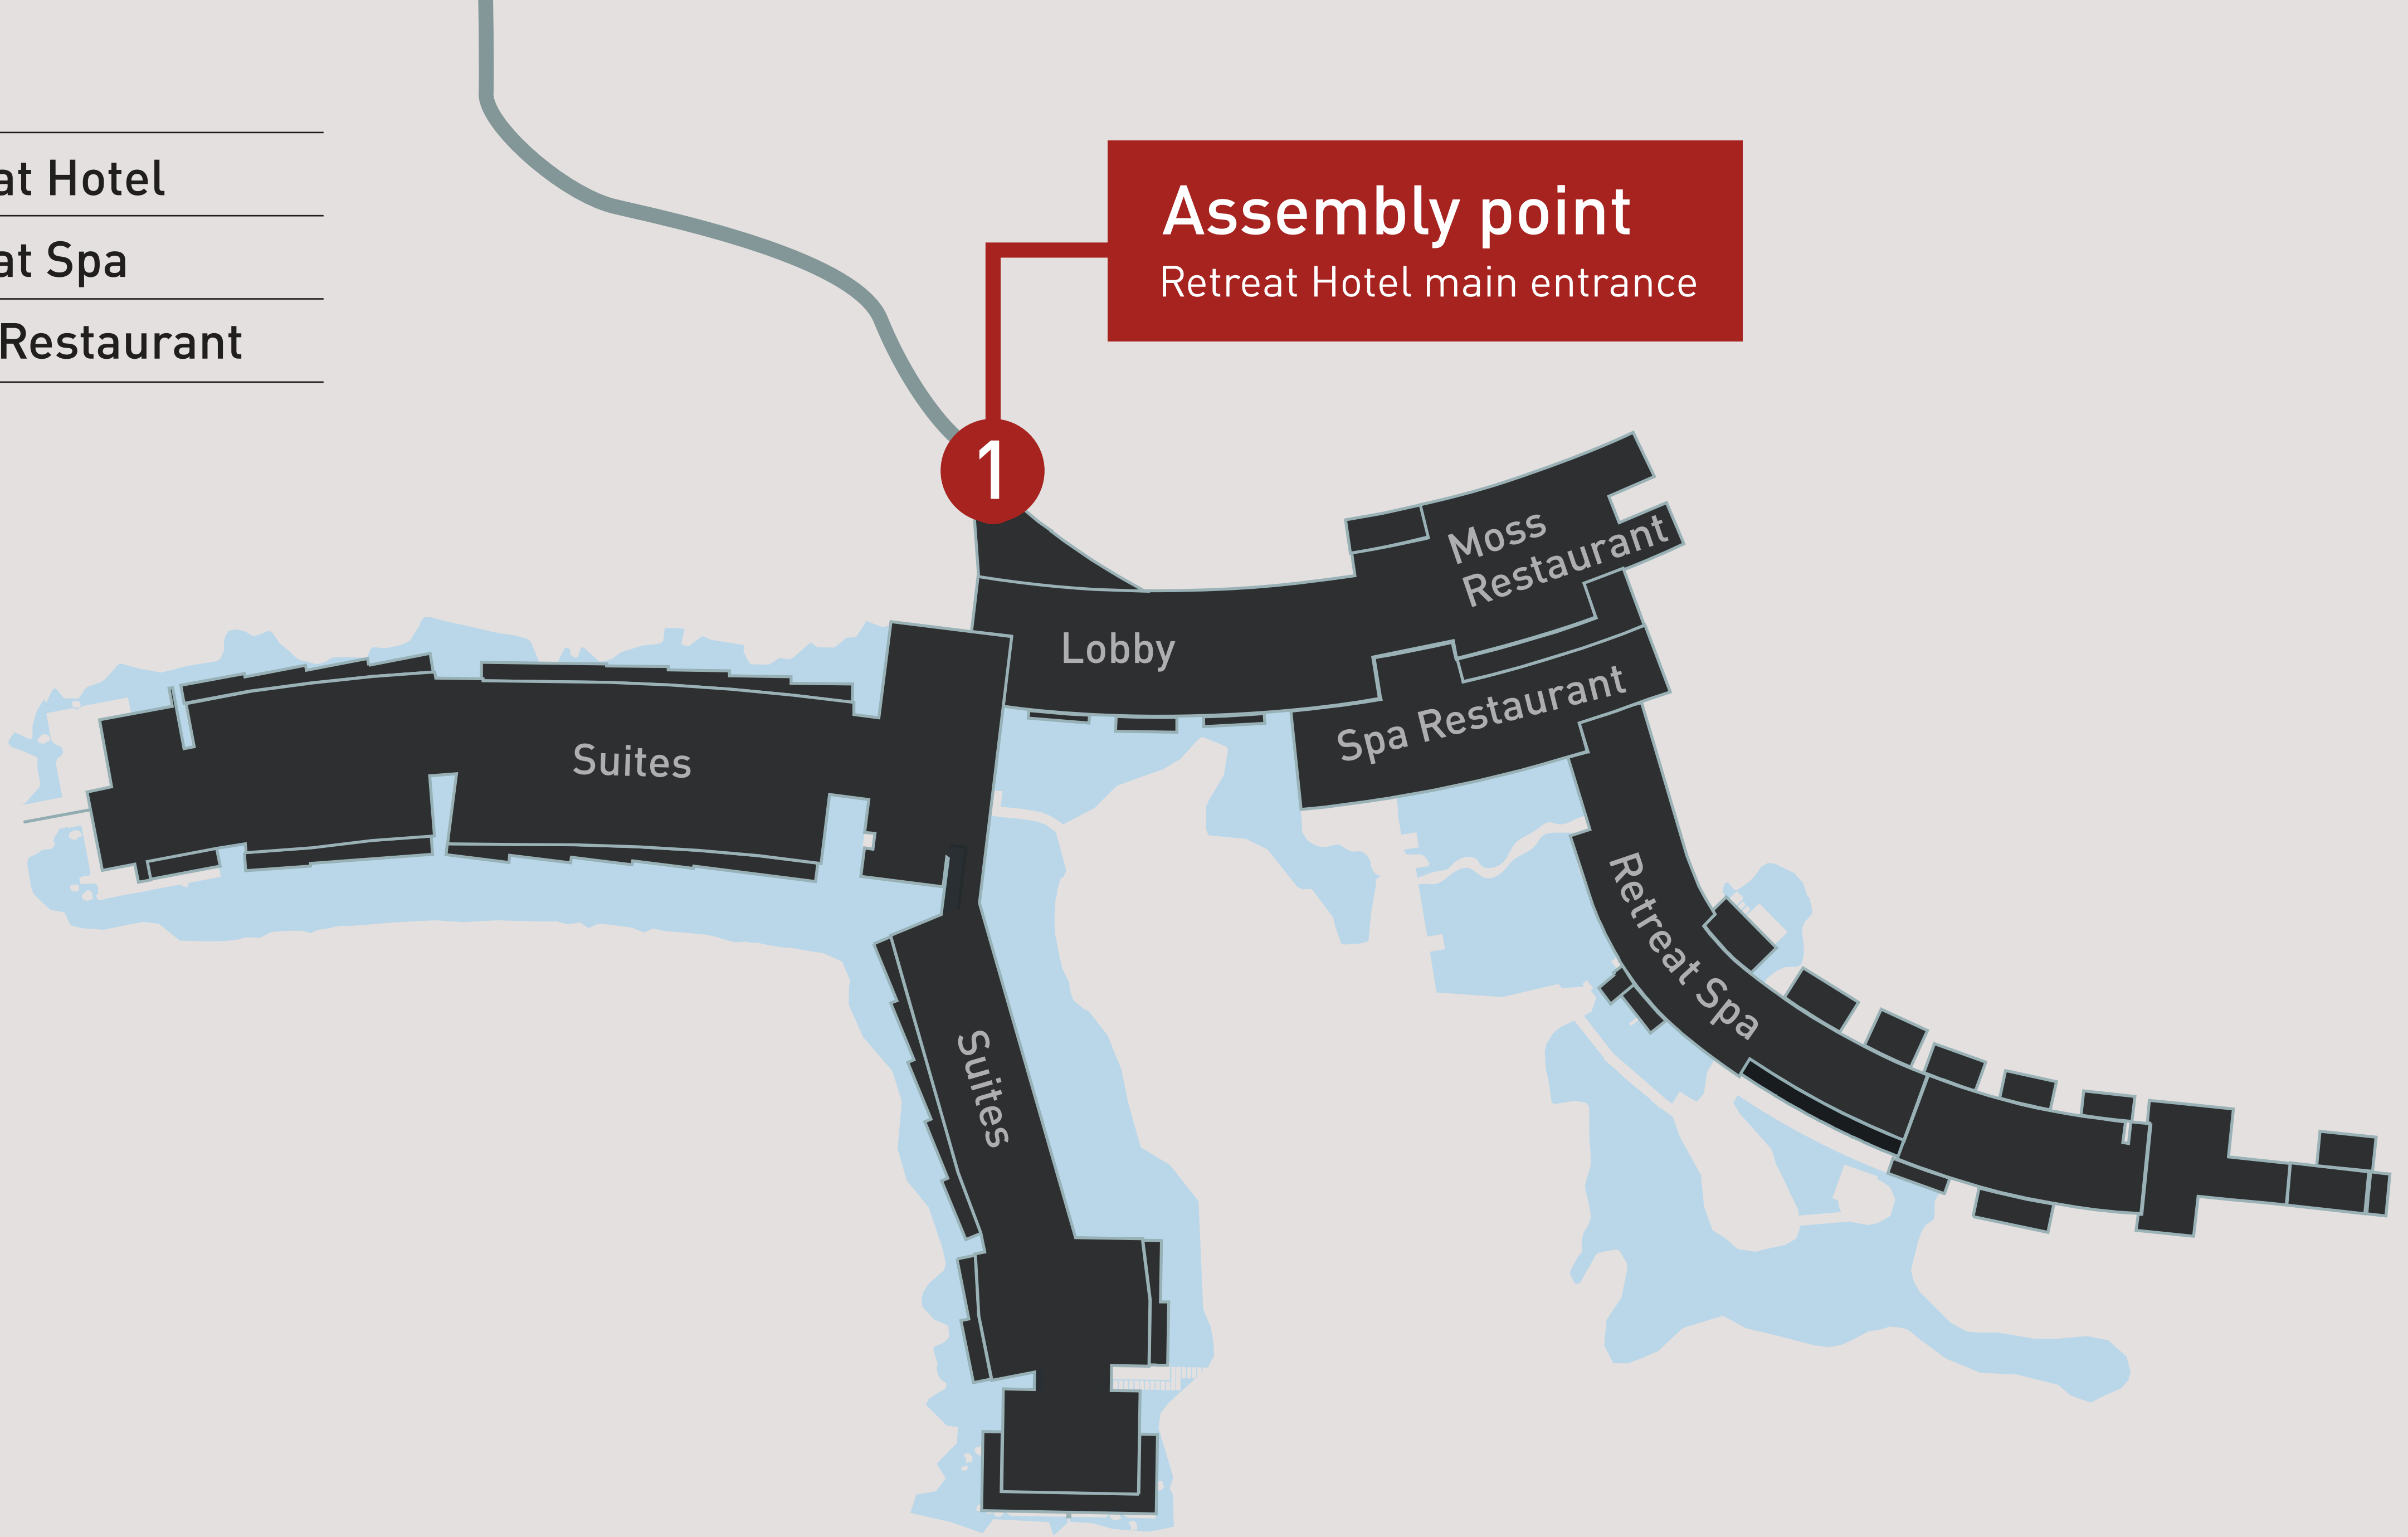 at Hotel
at Spa
Restaurant
Assembly point
Retreat Hotel main entrance
1
Moss
Restaurant
Lobby
Spa Restaurant
Suites
Retreat Spa
Suites